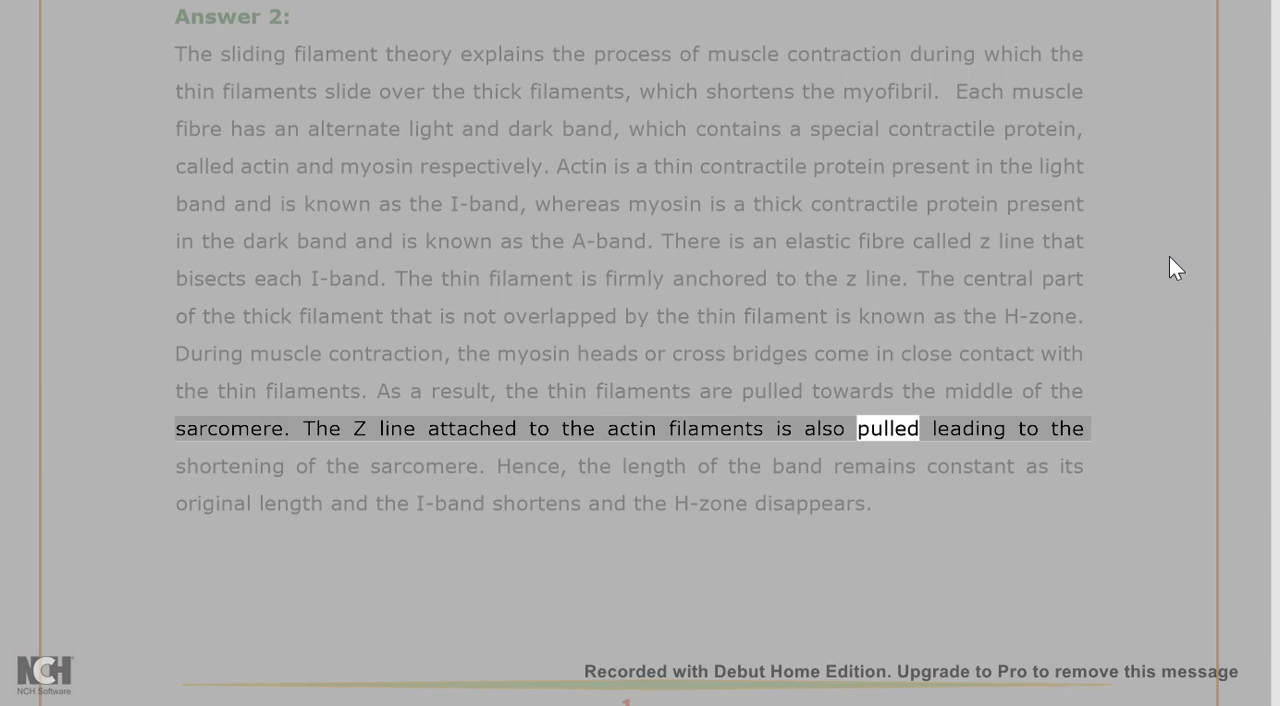 Answer 2:
The sliding filament theory explains the process of muscle contraction during which the
thin filaments slide over the thick filaments, which shortens the myofibril. Each muscle
fibre has an alternate light and dark band, which contains a special contractile protein,
called actin and myosin respectively. Actin is a thin contractile protein present in the light
band and is known as the I-band, whereas myosin is a thick contractile protein present
in the dark band and is known as the A-band. There is an elastic fibre called z line that
bisects each I-band. The thin filament is firmly anchored to the z line. The central part
of the thick filament that is not overlapped by the thin filament is known as the H-zone.
During muscle contraction, the myosin heads or cross bridges come in close contact with
the thin filaments. As a result, the thin filaments are pulled towards the middle of the
sarcomere. The Z line attached to the actin filaments is also pulled leading to the
shortening of the sarcomere. Hence, the length of the band remains constant as its
original length and the I-band shortens and the H-zone disappears.
NCH
NCH Software
Recorded with Debut Home Edition. Upgrade to Pro to remove this message
1